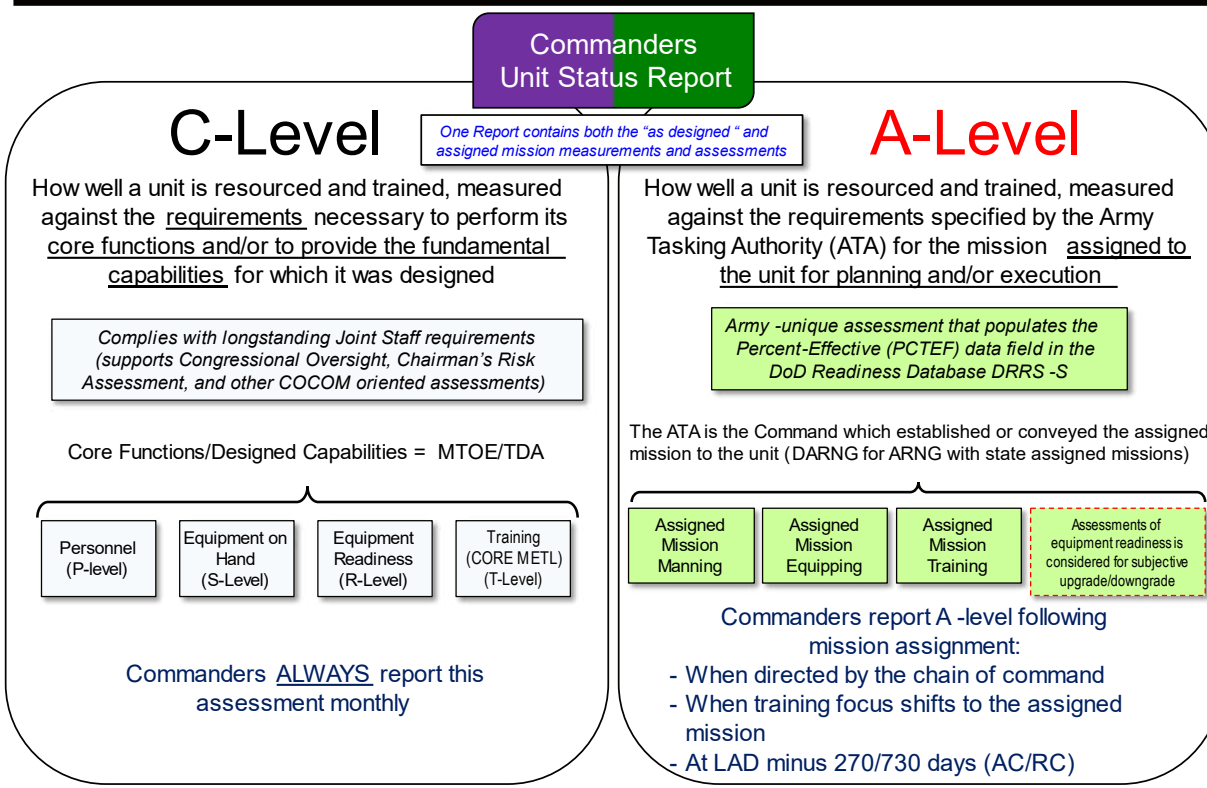 Commanders
Unit Status Report
One Report contains both the “as designed “ and
assigned mission measurements and assessments
C-Level
How well a unit is resourced and trained, measured
against the requirements necessary to perform its
core functions and/or to provide the fundamental
capabilities for which it was designed
Complies with longstanding Joint Staff requirements
(supports Congressional Oversight, Chairman’s Risk
Assessment, and other COCOM oriented assessments)
Core Functions/Designed Capabilities = MTOE/TDA
Personnel
(P-level)
Equipment on
Hand
(S-Level)
Equipment
Readiness
(R-Level)
Training
(CORE METL)
(T-Level)
Commanders ALWAYS report this
assessment monthly
A-Level
How well a unit is resourced and trained, measured
against the requirements specified by the Army
Tasking Authority (ATA) for the mission assigned to
the unit for planning and/or execution
Army -unique assessment that populates the
Percent-Effective (PCTEF) data field in the
DoD Readiness Database DRRS -S
The ATA is the Command which established or conveyed the assigned
mission to the unit (DARNG for ARNG with state assigned missions)
Assigned
Mission
Manning
Assigned
Mission
Equipping
Assigned
Mission
Training
Assessments of
equipment readiness is
considered for subjective
upgrade/downgrade
Commanders report A -level following
mission assignment:
- When directed by the chain of command
- When training focus shifts to the assigned
mission
- At LAD minus 270/730 days (AC/RC)